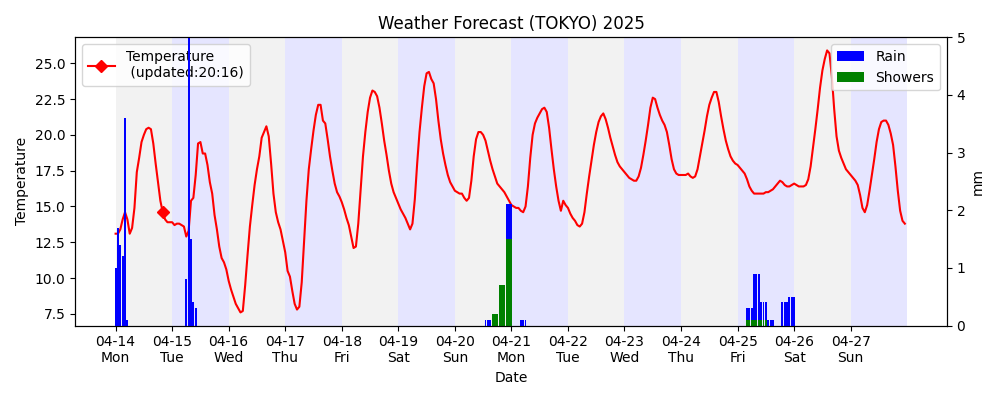 Weather Forecast (TOKYO) 2025
Temperature
(updated:20:16)
Rain
Showers
Temperature
25.0
22.5
20.0
17.5
15.0
12.5
10.0
7.5
5
4
3
2
1
0
mm
04-14 04-15 04-16 04-17 04-18 04-19 04-20 04-21 04-22 04-23 04-24 04-25 04-26 04-27
Mon Tue Wed Thu Fri Sat Sun Mon Tue Wed Thu Fri Sat Sun
Date